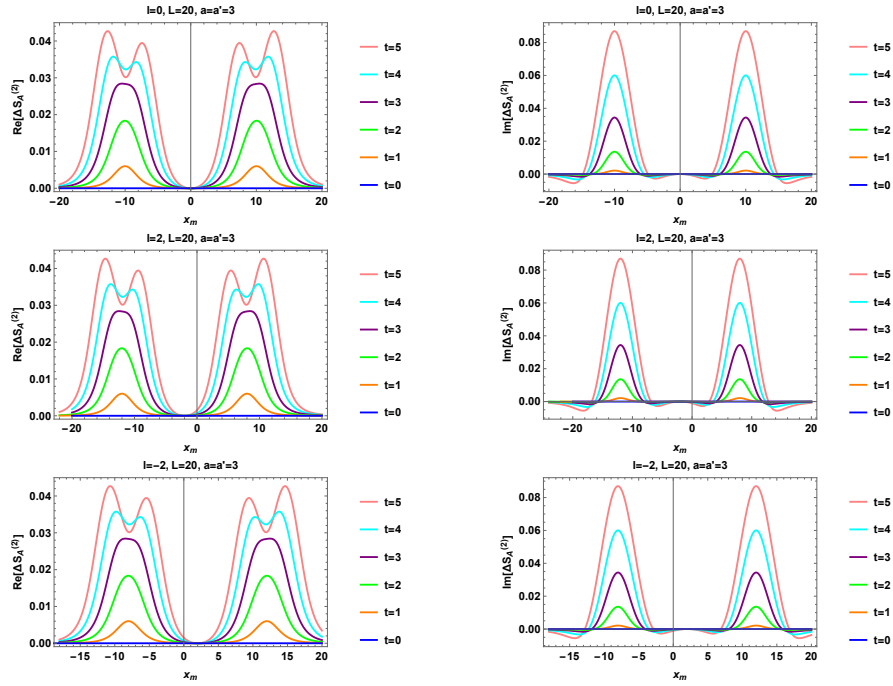 l=0, L=20, a=a'=3
Re[ΔS_A^(2)]
0.04
0.03
0.02
0.01
0.00
−20
−10
0
10
20
x_m
t=5
t=4
t=3
t=2
t=1
t=0
l=0, L=20, a=a'=3
Im[ΔS_A^(2)]
0.08
0.06
0.04
0.02
0.00
−20
−10
0
10
20
x_m
t=5
t=4
t=3
t=2
t=1
t=0
l=2, L=20, a=a'=3
Re[ΔS_A^(2)]
0.04
0.03
0.02
0.01
0.00
−20
−10
0
10
x_m
t=5
t=4
t=3
t=2
t=1
t=0
l=2, L=20, a=a'=3
Im[ΔS_A^(2)]
0.08
0.06
0.04
0.02
0.00
−20
−10
0
10
x_m
t=5
t=4
t=3
t=2
t=1
t=0
l=−2, L=20, a=a'=3
Re[ΔS_A^(2)]
0.04
0.03
0.02
0.01
0.00
−15
−10
−5
0
5
10
15
20
x_m
t=5
t=4
t=3
t=2
t=1
t=0
l=−2, L=20, a=a'=3
Im[ΔS_A^(2)]
0.08
0.06
0.04
0.02
0.00
−15
−10
−5
0
5
10
15
20
x_m
t=5
t=4
t=3
t=2
t=1
t=0